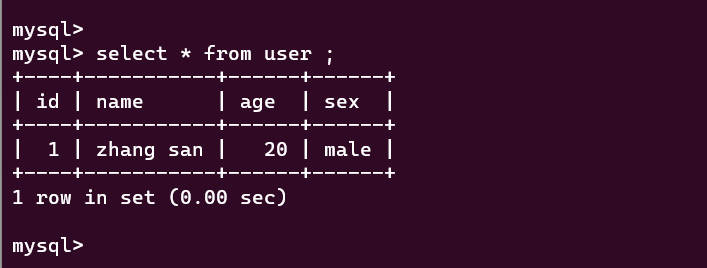 mysql>
mysql> select * from user ;
+----+-----------+------+------+
| id | name      | age  | sex  |
+----+-----------+------+------+
|  1 | zhang san |   20 | male |
+----+-----------+------+------+
1 row in set (0.00 sec)
mysql>